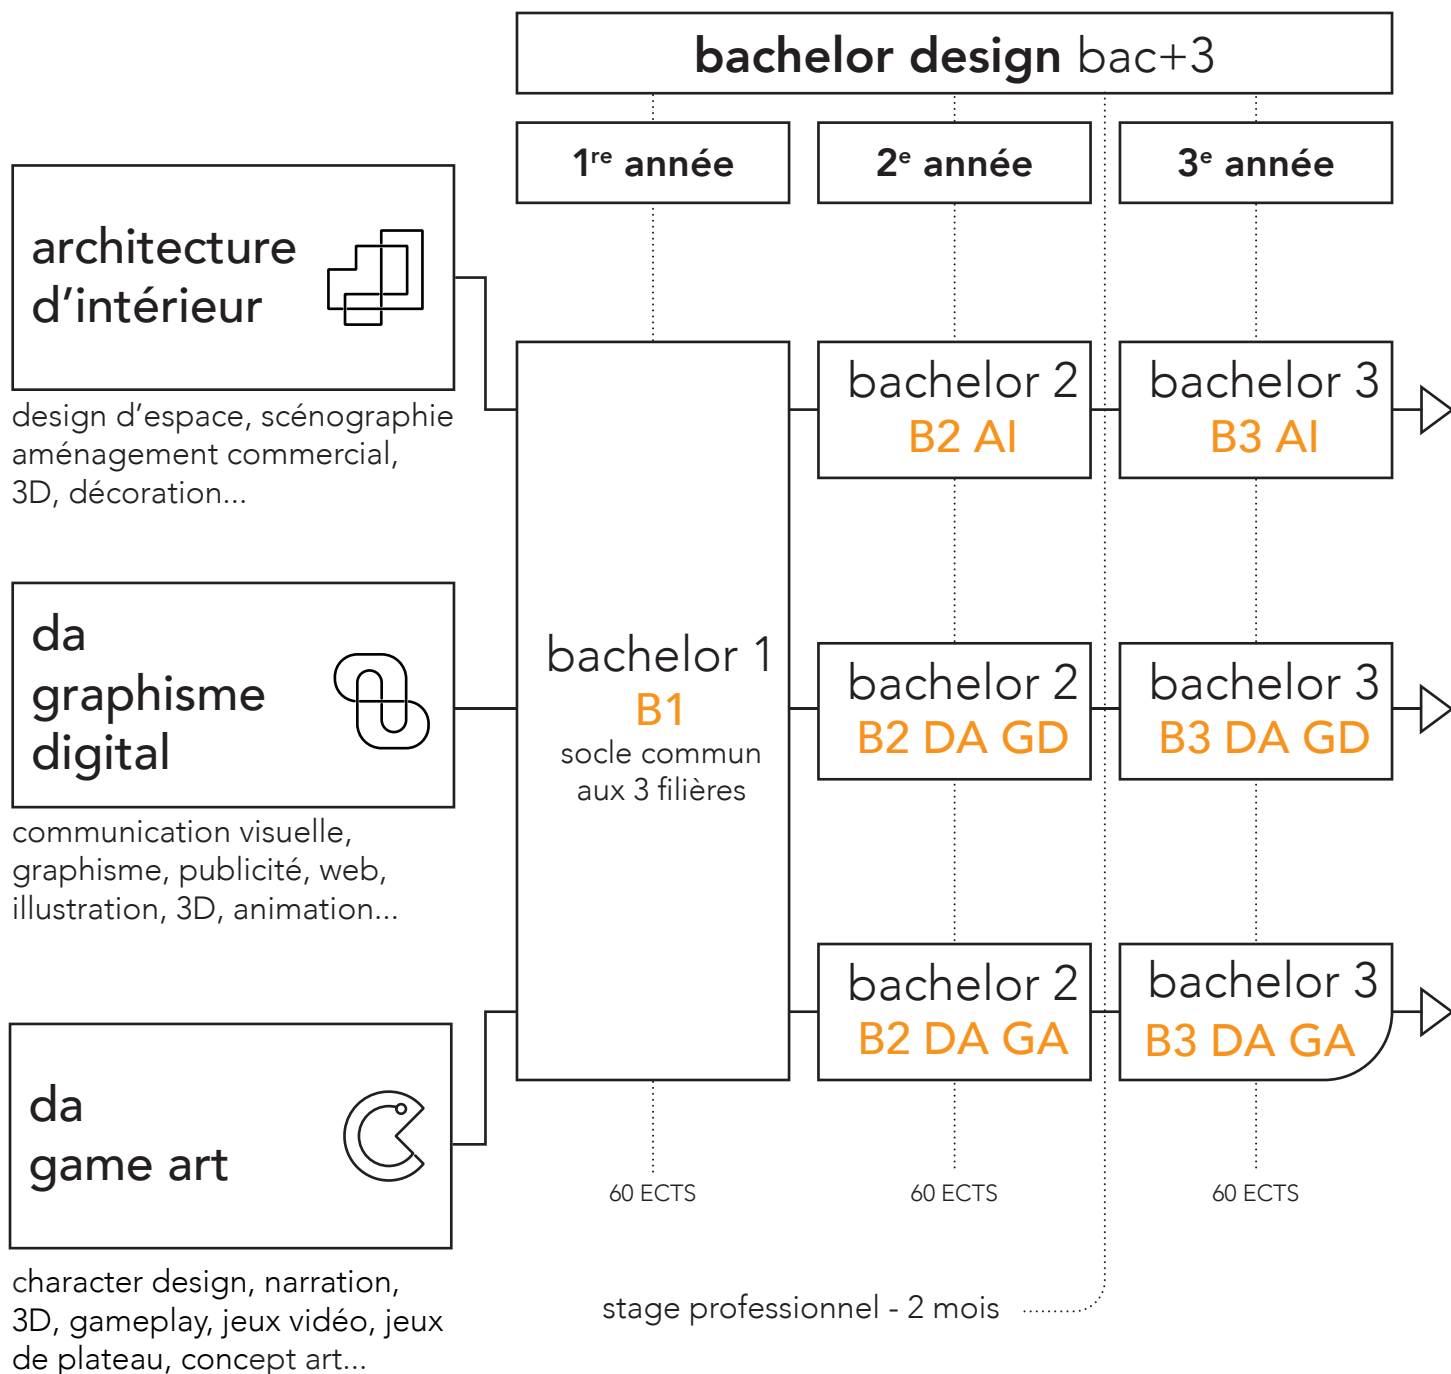 bachelor design bac+3
1re année
2e année
3e année
architecture
d'intérieur
design d'espace, scénographie
aménagement commercial,
3D, décoration...
da
graphisme
digital
communication visuelle,
graphisme, publicité, web,
illustration, 3D, animation...
da
game art
character design, narration,
3D, gameplay, jeux vidéo, jeux
de plateau, concept art...
bachelor 1
B1
socle commun
aux 3 filières
bachelor 2
B2 AI
bachelor 3
B3 AI
bachelor 2
B2 DA GD
bachelor 3
B3 DA GD
bachelor 2
B2 DA GA
bachelor 3
B3 DA GA
60 ECTS
60 ECTS
60 ECTS
stage professionnel - 2 mois